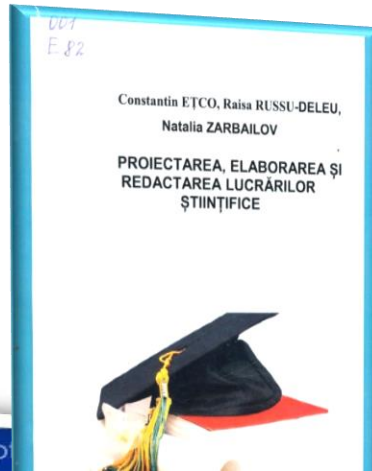 001
E 82
Constantin EȚCO, Raisa RUSSU-DELEU,
Natalia ZARBAILOV
PROIECTAREA, ELABORAREA ȘI
REDACTAREA LUCRĂRILOR
ȘTIINȚIFICE